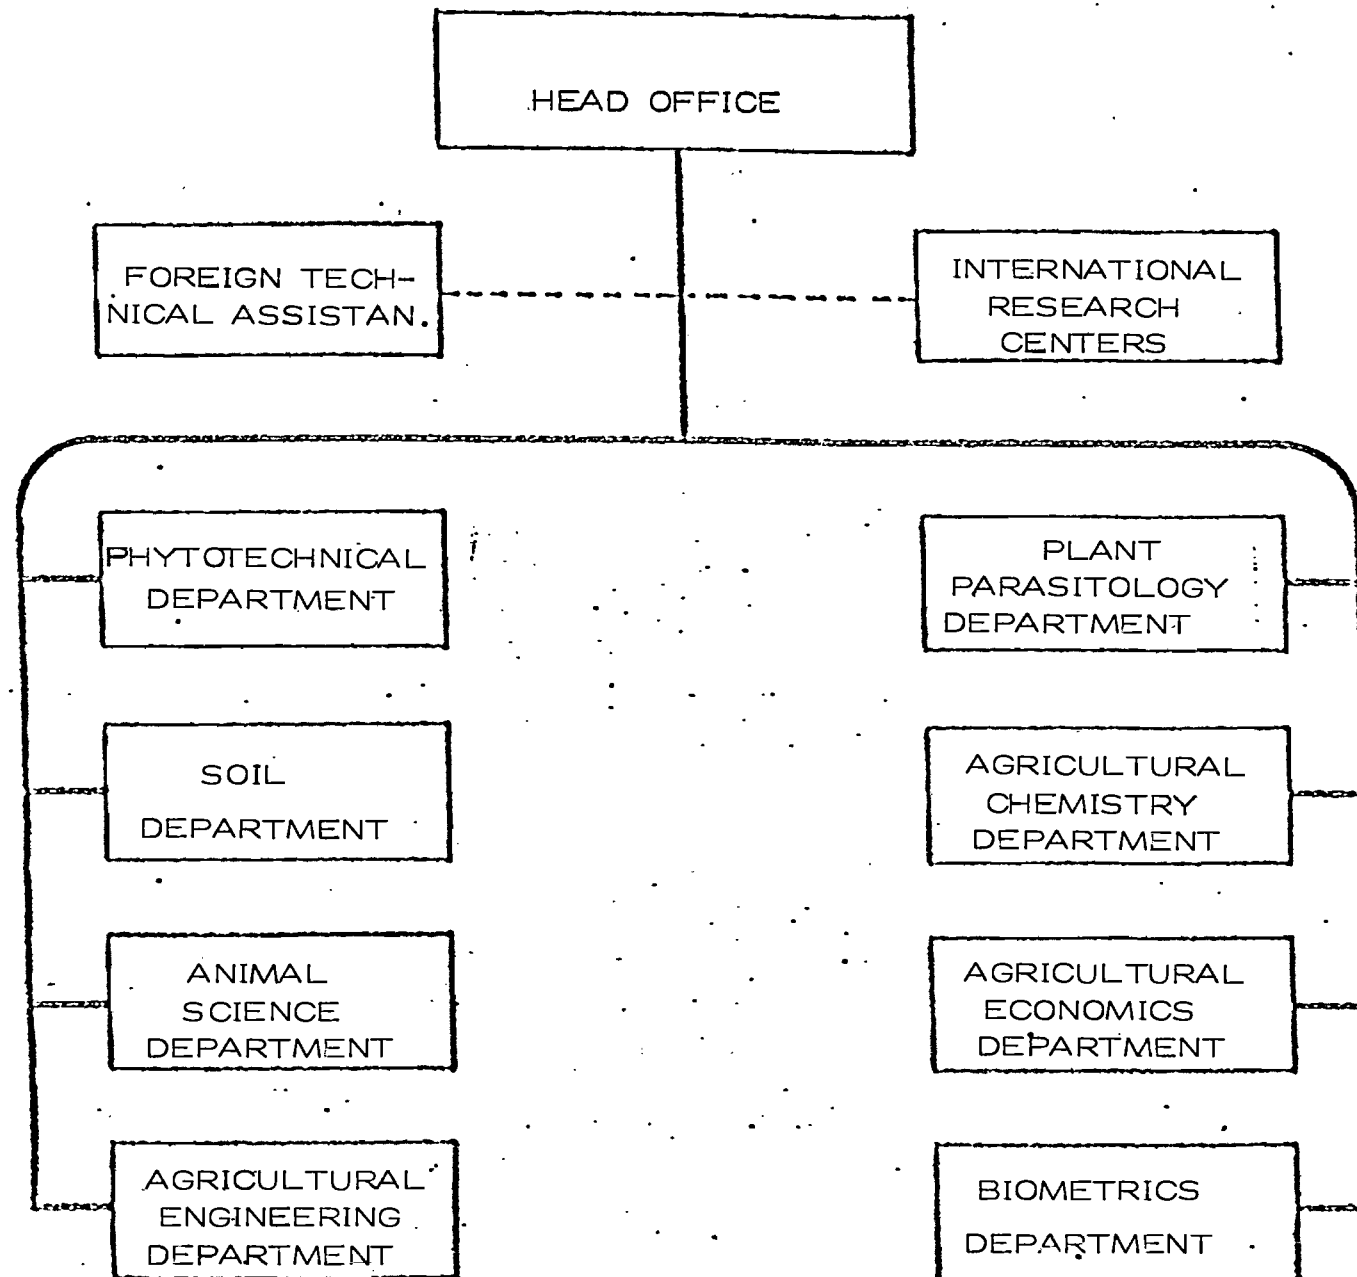 HEAD OFFICE
FOREIGN TECH-
NICAL ASSISTAN.
INTERNATIONAL
RESEARCH
CENTERS
PHYTOTECHNICAL
DEPARTMENT
PLANT
PARASITOLOGY
DEPARTMENT
SOIL
DEPARTMENT
AGRICULTURAL
CHEMISTRY
DEPARTMENT
ANIMAL
SCIENCE
DEPARTMENT
AGRICULTURAL
ECONOMICS
DEPARTMENT
AGRICULTURAL
ENGINEERING
DEPARTMENT
BIOMETRICS
DEPARTMENT